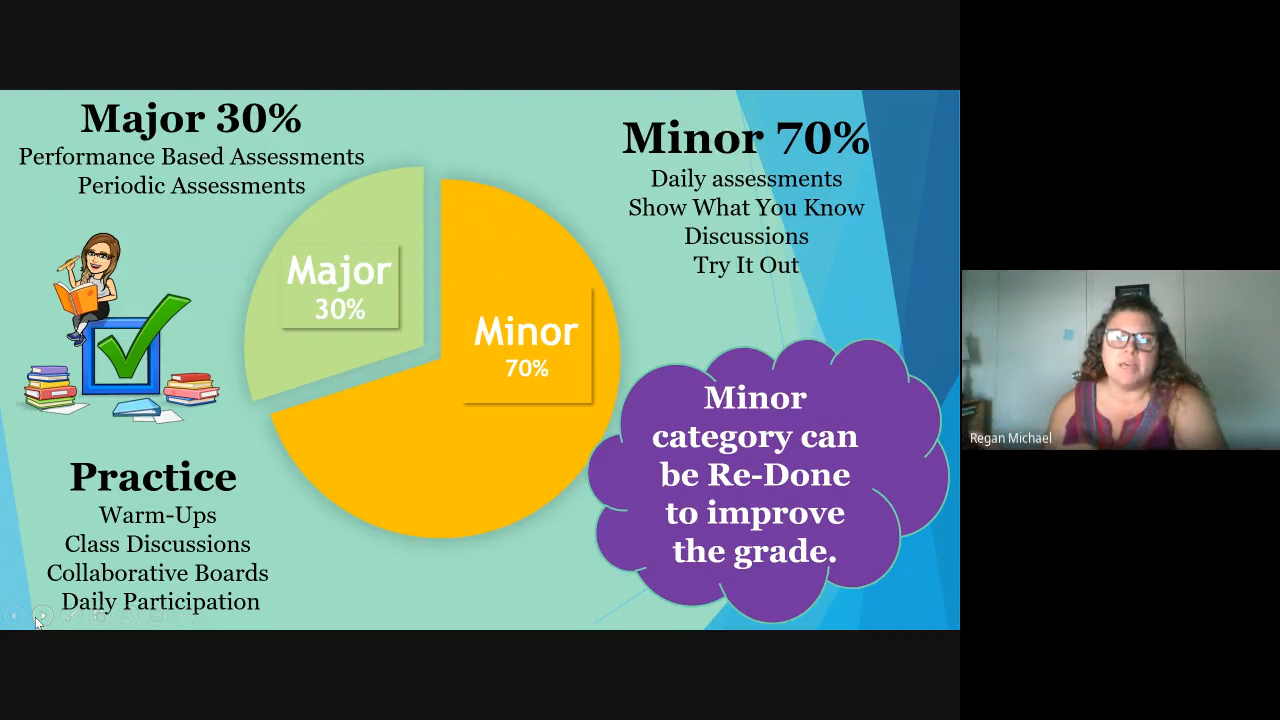 Major 30%
Performance Based Assessments
Periodic Assessments
Minor 70%
Daily assessments
Show What You Know
Discussions
Try It Out
Major
30%
Minor
70%
Minor
category can
be Re-Done
to improve
the grade.
Practice
Warm-Ups
Class Discussions
Collaborative Boards
Daily Participation
Regan Michael